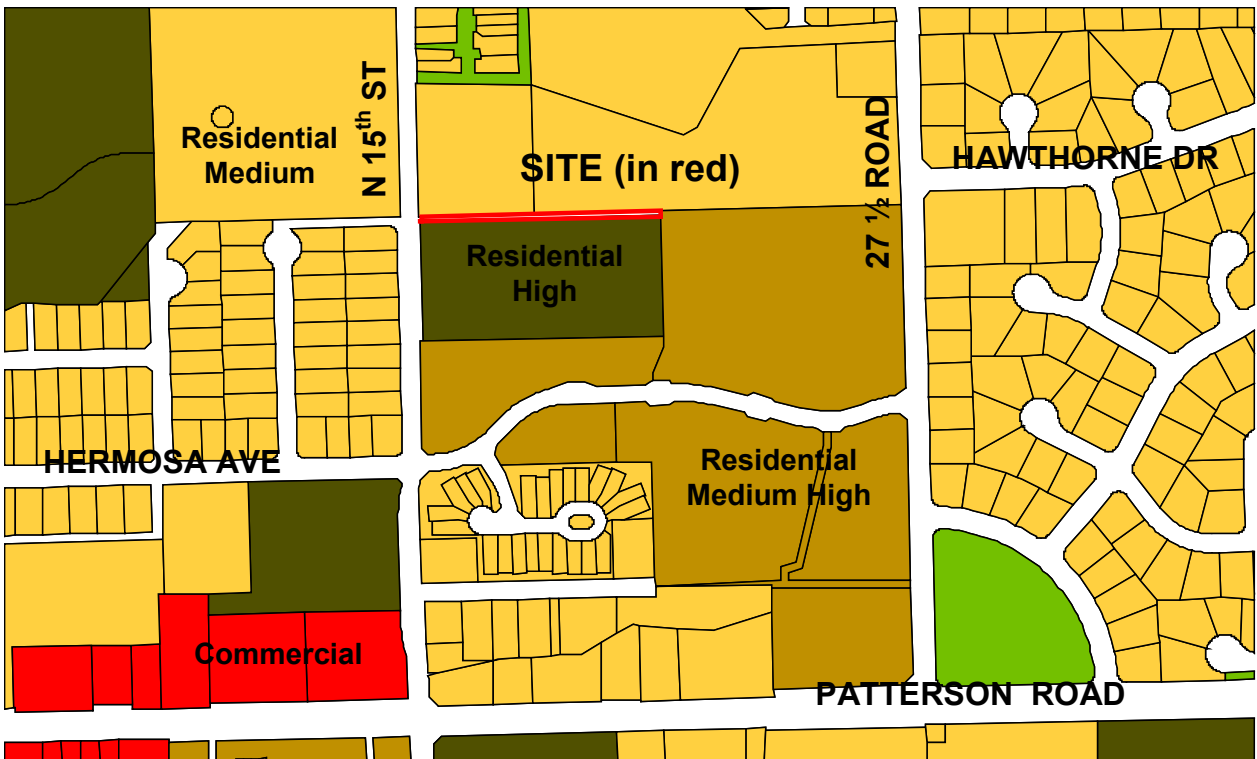 N 15th ST
Residential
Medium
SITE (in red)
27 ½ ROAD
HAWTHORNE DR
Residential
High
HERMOSA AVE
Residential
Medium High
Commercial
PATTERSON ROAD